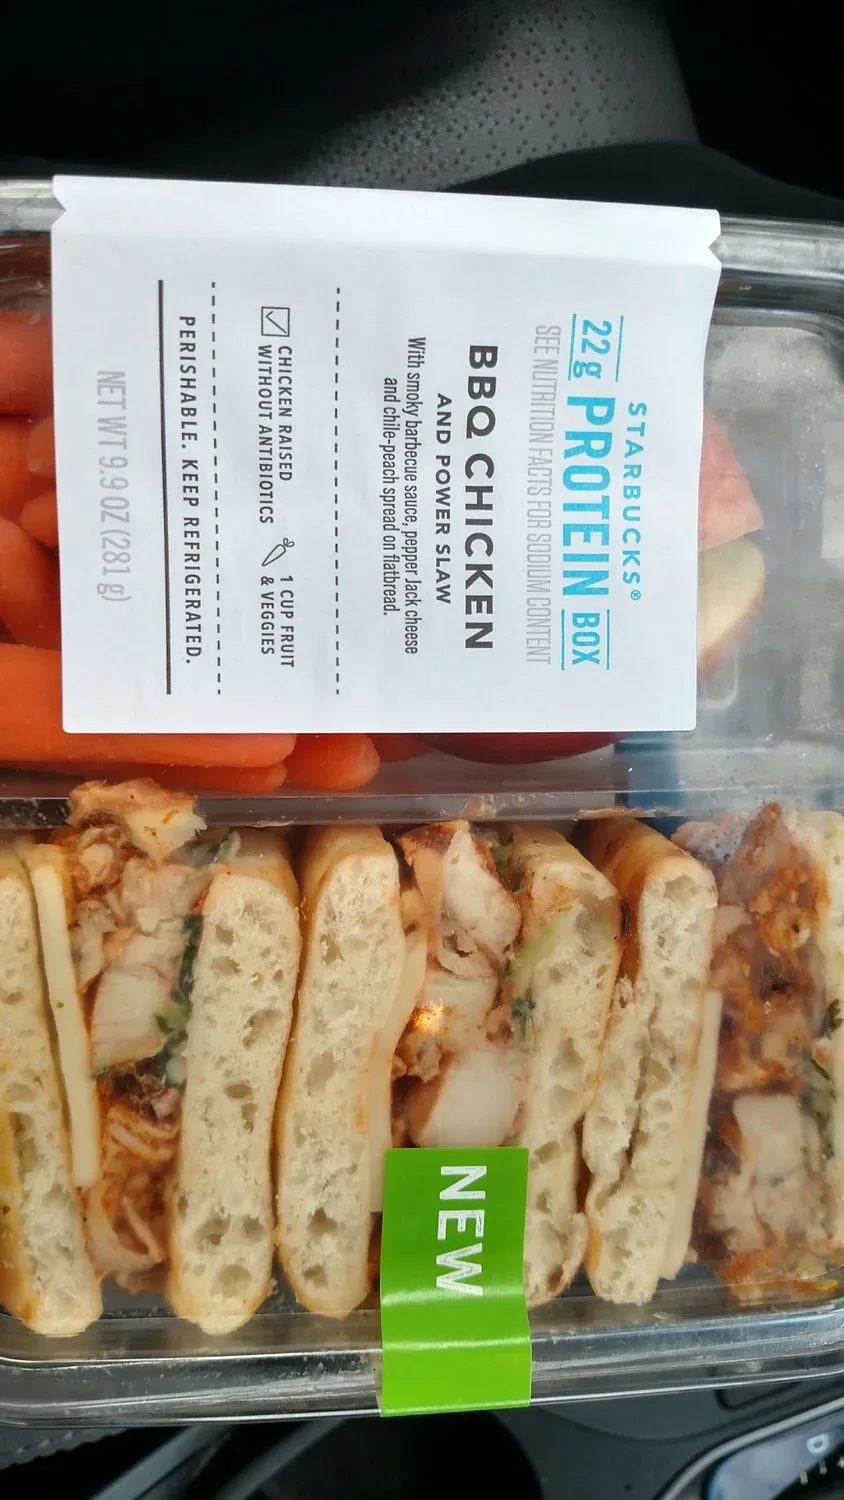 STARBUCKS®
22g PROTEIN BOX
SEE NUTRITION FACTS FOR SODIUM CONTENT
BBQ CHICKEN
AND POWER SLAW
With smoky barbecue sauce, pepper Jack cheese
and chile-peach spread on flatbread.
CHICKEN RAISED
WITHOUT ANTIBIOTICS
1 CUP FRUIT
& VEGGIES
PERISHABLE. KEEP REFRIGERATED.
NET WT 9.9 OZ (281 g)
NEW
D